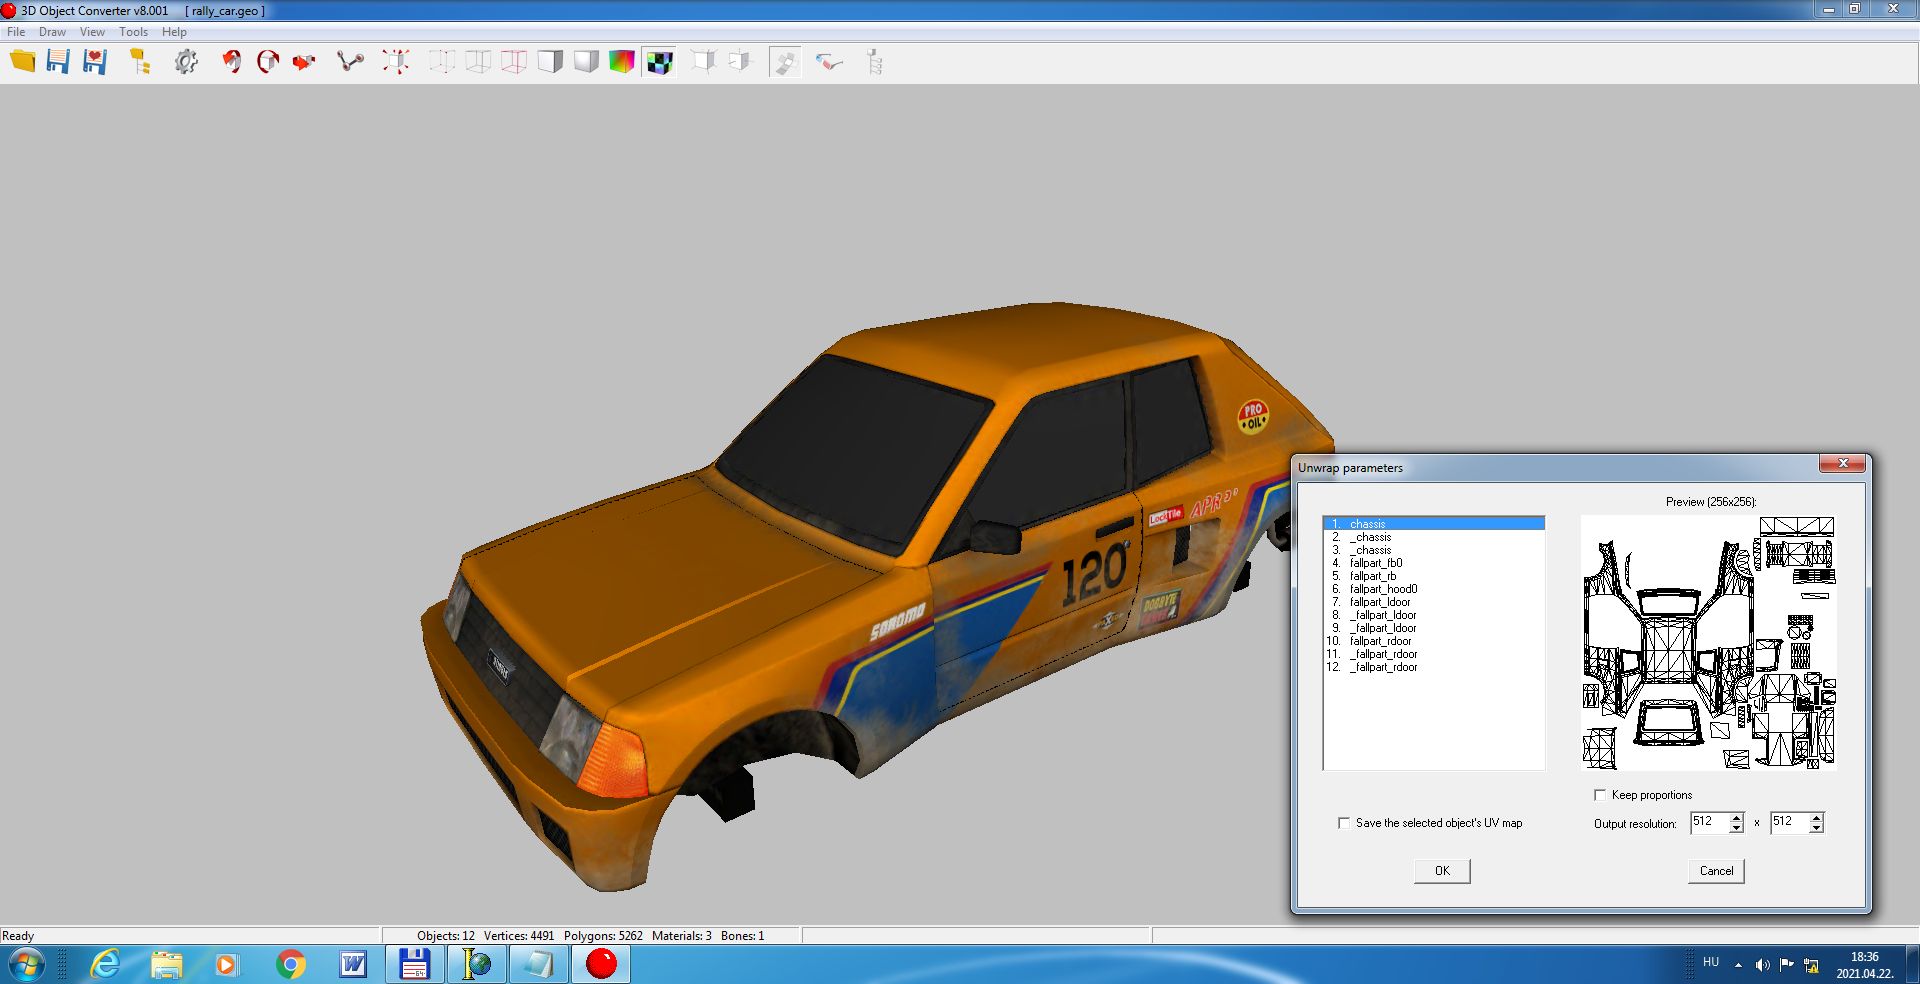 3D Object Converter v8.001 [ rally_car.geo ]
File Draw View Tools Help
PRO
OIL
LocTile
APR
120
SOROMO
DOGBYTE
Unwrap parameters
Preview (256x256):
1. chassis
2. _chassis
3. _chassis
4. fallpart_fb0
5. fallpart_rb
6. fallpart_hood0
7. fallpart_ldoor
8. _fallpart_ldoor
9. _fallpart_ldoor
10. fallpart_rdoor
11. _fallpart_rdoor
12. _fallpart_rdoor
Keep proportions
Save the selected object's UV map
Output resolution: 512 x 512
OK Cancel
Ready Objects: 12 Vertices: 4491 Polygons: 5262 Materials: 3 Bones: 1
HU
18:36
2021.04.22.